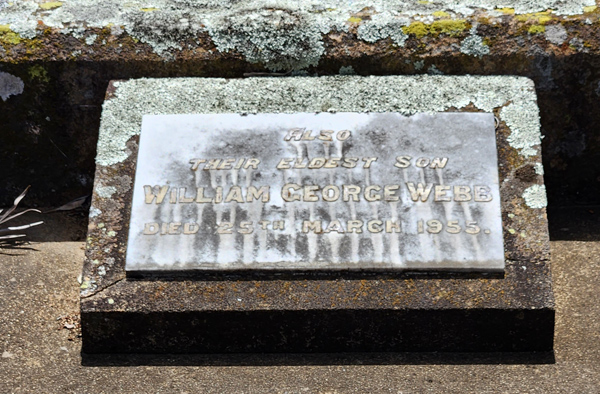 ALSO
THEIR ELDEST SON
WILLIAM GEORGE WEBB
DIED 25TH MARCH 1955.